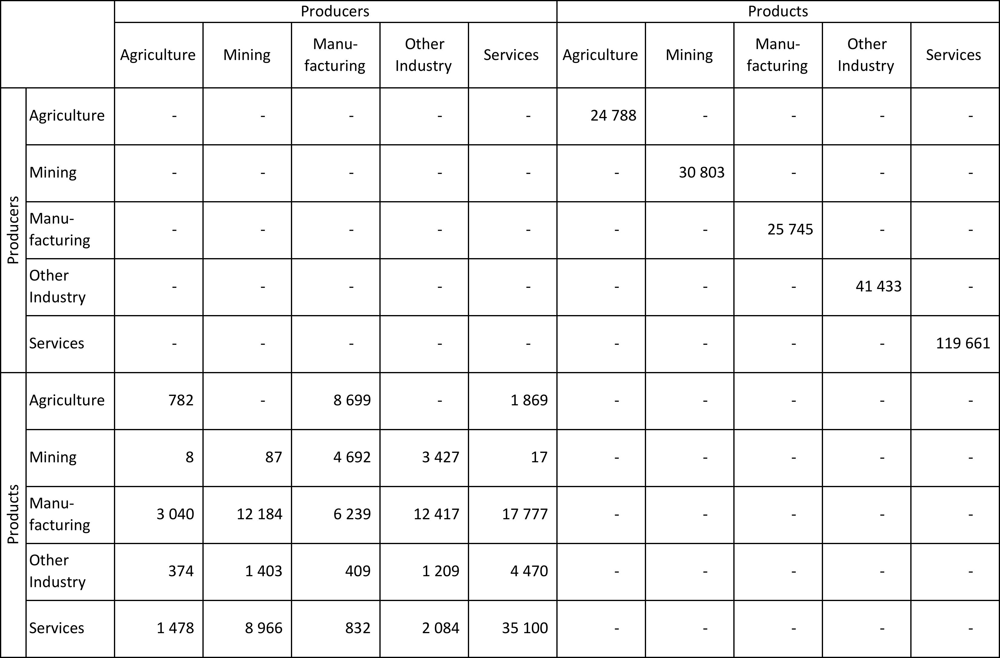 Producers Products
Agriculture Mining Manu-
facturing Other
Industry Services Agriculture Mining Manu-
facturing Other
Industry Services
Producers
Agriculture - - - - - 24 788 - - - -
Mining - - - - - - 30 803 - - -
Manu-
facturing - - - - - - - 25 745 - -
Other
Industry - - - - - - - - 41 433 -
Services - - - - - - - - - 119 661
Products
Agriculture 782 - 8 699 - 1 869 - - - - -
Mining 8 87 4 692 3 427 17 - - - - -
Manu-
facturing 3 040 12 184 6 239 12 417 17 777 - - - - -
Other
Industry 374 1 403 409 1 209 4 470 - - - - -
Services 1 478 8 966 832 2 084 35 100 - - - - -